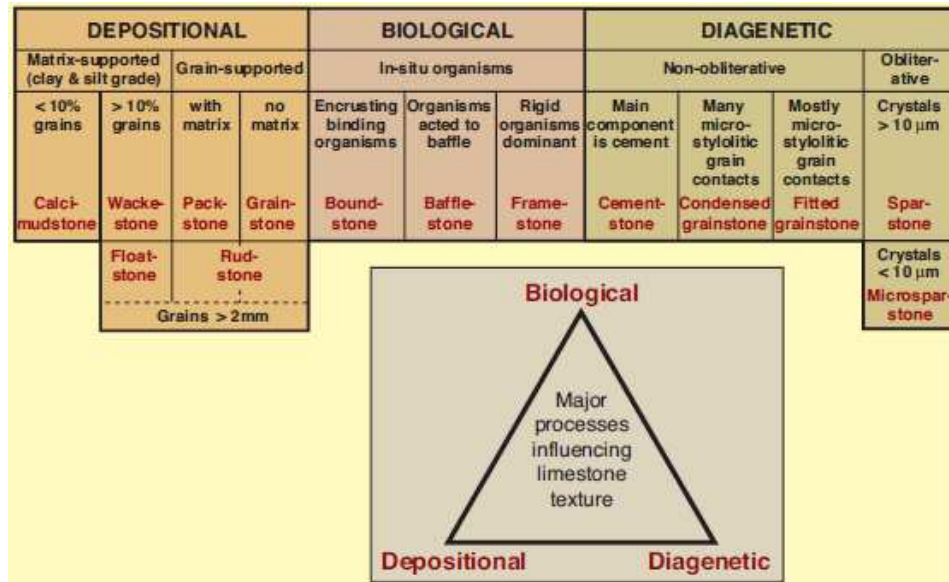 DEPOSITIONAL
BIOLOGICAL
DIAGENETIC
Matrix-supported
(clay & silt grade)
Grain-supported
In-situ organisms
Non-obliterative
Obliter-
ative
< 10%
grains
> 10%
grains
with
matrix
no
matrix
Encrusting
binding
organisms
Organisms
acted to
baffle
Rigid
organisms
dominant
Main
component
is cement
Many
micro-
stylolitic
grain
contacts
Mostly
micro-
stylolitic
grain
contacts
Crystals
> 10 µm
Calci-
mudstone
Wacke-
stone
Pack-
stone
Grain-
stone
Bound-
stone
Baffle-
stone
Frame-
stone
Cement-
stone
Condensed
grainstone
Fitted
grainstone
Spar-
stone
Float-
stone
Rud-
stone
Grains > 2mm
Crystals
< 10 µm
Microspar-
stone
Biological
Major
processes
influencing
limestone
texture
Depositional
Diagenetic